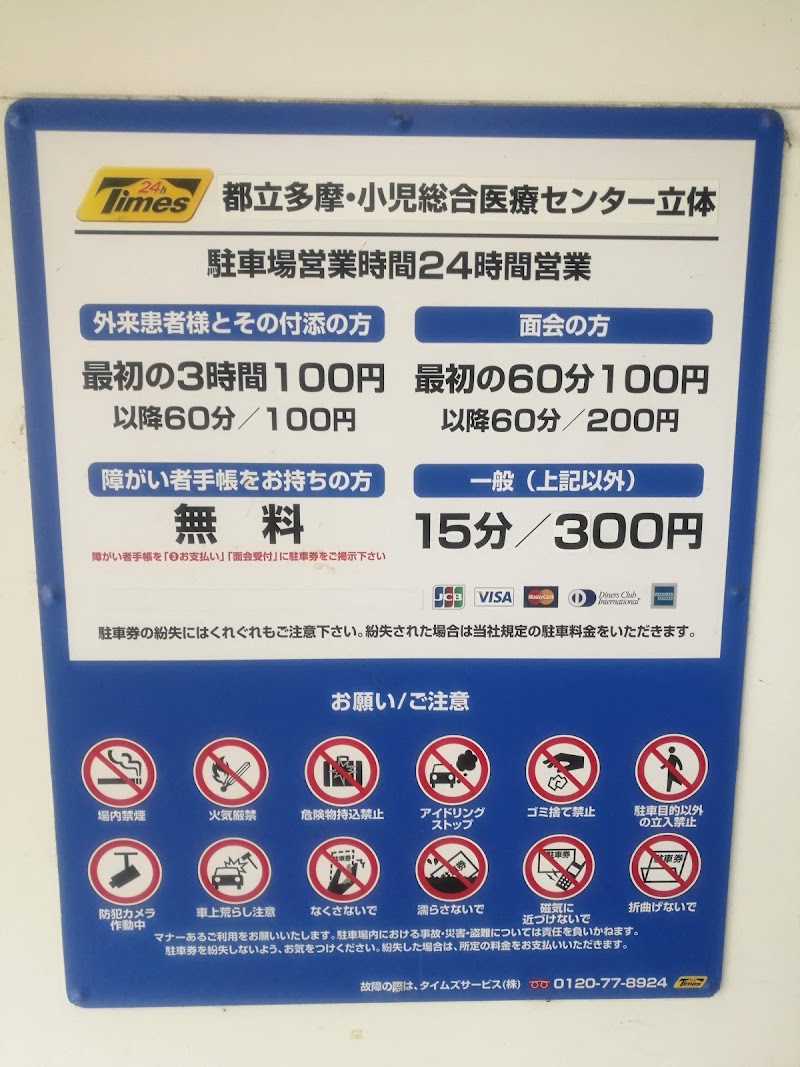 24h Times
都立多摩・小児総合医療センター立体
駐車場営業時間24時間営業
外来患者様とその付添の方
最初の3時間100円
以降60分／100円
面会の方
最初の60分100円
以降60分／200円
障がい者手帳をお持ちの方
無料
障がい者手帳を「❸お支払い」「面会受付」に駐車券をご掲示下さい
一般（上記以外）
15分／300円
JCB VISA MasterCard Diners Club International AMERICAN EXPRESS
駐車券の紛失にはくれぐれもご注意下さい。紛失された場合は当社規定の駐車料金をいただきます。
お願い/ご注意
場内禁煙
火気厳禁
危険物持込禁止
アイドリング
ストップ
ゴミ捨て禁止
駐車目的以外
の立入禁止
防犯カメラ
作動中
車上荒らし注意
駐車券
なくさないで
濡らさないで
駐車券
磁気に
近づけないで
駐車券
折曲げないで
マナーあるご利用をお願いいたします。駐車場内における事故・災害・盗難については責任を負いかねます。
駐車券を紛失しないよう、お気をつけください。紛失した場合は、所定の料金をお支払いいただきます。
故障の際は、タイムズサービス(株) 0120-77-8924 Times